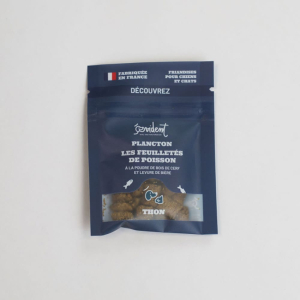 FABRIQUÉE
EN FRANCE
FRIANDISES
POUR CHIENS
ET CHATS
DÉCOUVREZ
PLANCTON
LES FEUILLETÉS
DE POISSON
À LA POUDRE DE BOIS DE CERF
ET LEVURE DE BIÈRE
THON